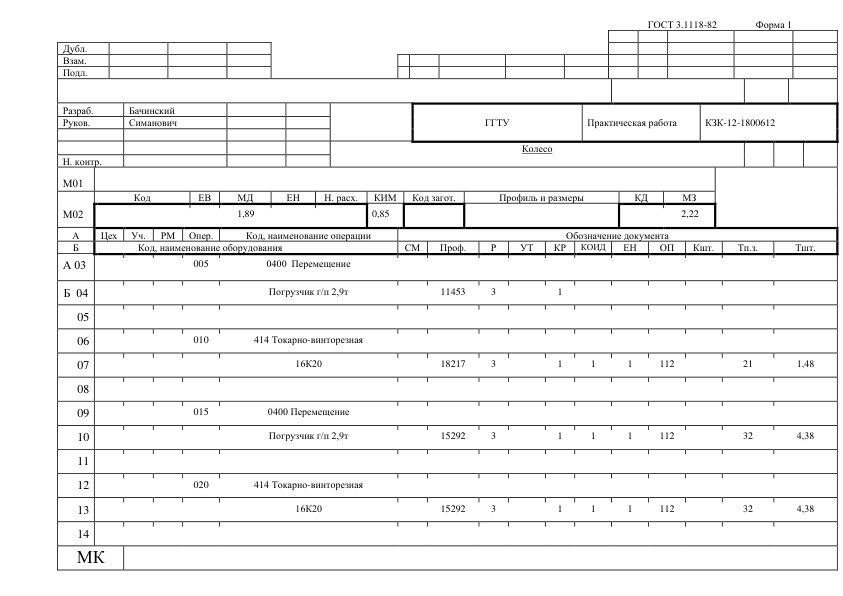 ГОСТ 3.1118-82 Форма 1
Дубл.
Взам.
Подл.
Разраб. Бачинский
Руков. Симанович
ГГТУ Практическая работа КЗК-12-1800612
Колесо
Н. контр.
М01
Код ЕВ МД ЕН Н. расх. КИМ Код загот. Профиль и размеры КД МЗ
М02 1,89 0,85 2,22
А Цех Уч. РМ Опер. Код, наименование операции Обозначение документа
Б Код, наименование оборудования СМ Проф. Р УТ КР КОИД ЕН ОП Кшт. Тп.з. Тшт.
А 03 005 0400 Перемещение
Б 04 Погрузчик г/п 2,9т 11453 3 1
05
06 010 414 Токарно-винторезная
07 16К20 18217 3 1 1 1 112 21 1,48
08
09 015 0400 Перемещение
10 Погрузчик г/п 2,9т 15292 3 1 1 1 112 32 4,38
11
12 020 414 Токарно-винторезная
13 16К20 15292 3 1 1 1 112 32 4,38
14
МК